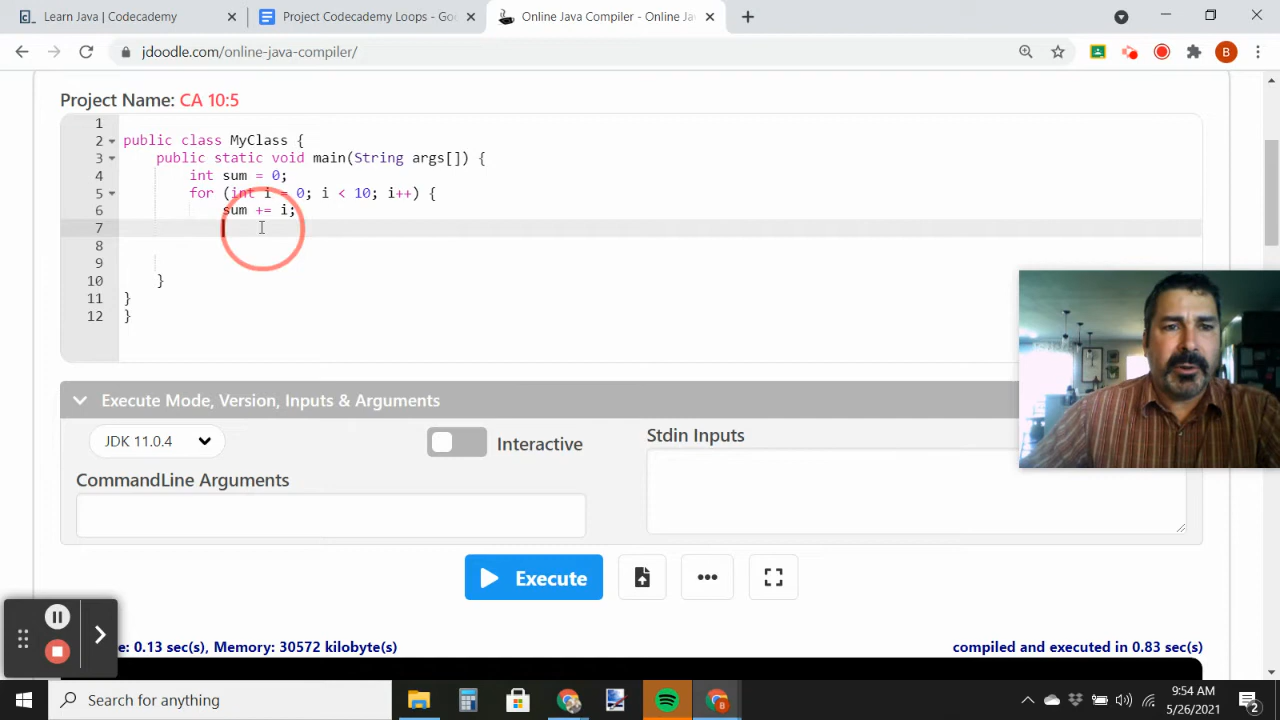 Learn Java | Codecademy
Project Codecademy Loops - Goo
Online Java Compiler - Online Ja
jdoodle.com/online-java-compiler/
B
Project Name: CA 10:5
1
2 public class MyClass {
3 public static void main(String args[]) {
4 int sum = 0;
5 for (int i = 0; i < 10; i++) {
6 sum += i;
7
8
9
10 }
11 }
12 }
Execute Mode, Version, Inputs & Arguments
JDK 11.0.4
Interactive
Stdin Inputs
CommandLine Arguments
Execute
e: 0.13 sec(s), Memory: 30572 kilobyte(s)
compiled and executed in 0.83 sec(s)
Search for anything
B
9:54 AM
5/26/2021
2